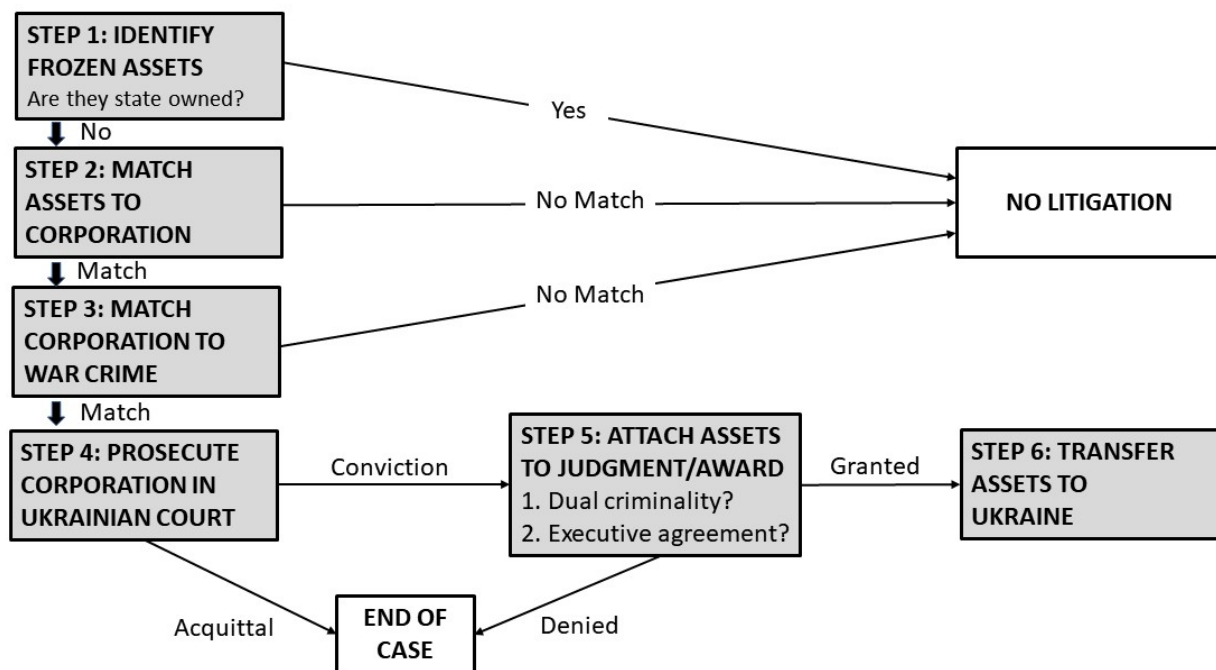 STEP 1: IDENTIFY
FROZEN ASSETS
Are they state owned?
Yes
No
STEP 2: MATCH
ASSETS TO
CORPORATION
No Match
NO LITIGATION
Match
STEP 3: MATCH
CORPORATION TO
WAR CRIME
No Match
Match
STEP 4: PROSECUTE
CORPORATION IN
UKRAINIAN COURT
Conviction
STEP 5: ATTACH ASSETS
TO JUDGMENT/AWARD
1. Dual criminality?
2. Executive agreement?
Granted
STEP 6: TRANSFER
ASSETS TO
UKRAINE
Acquittal
END OF
CASE
Denied